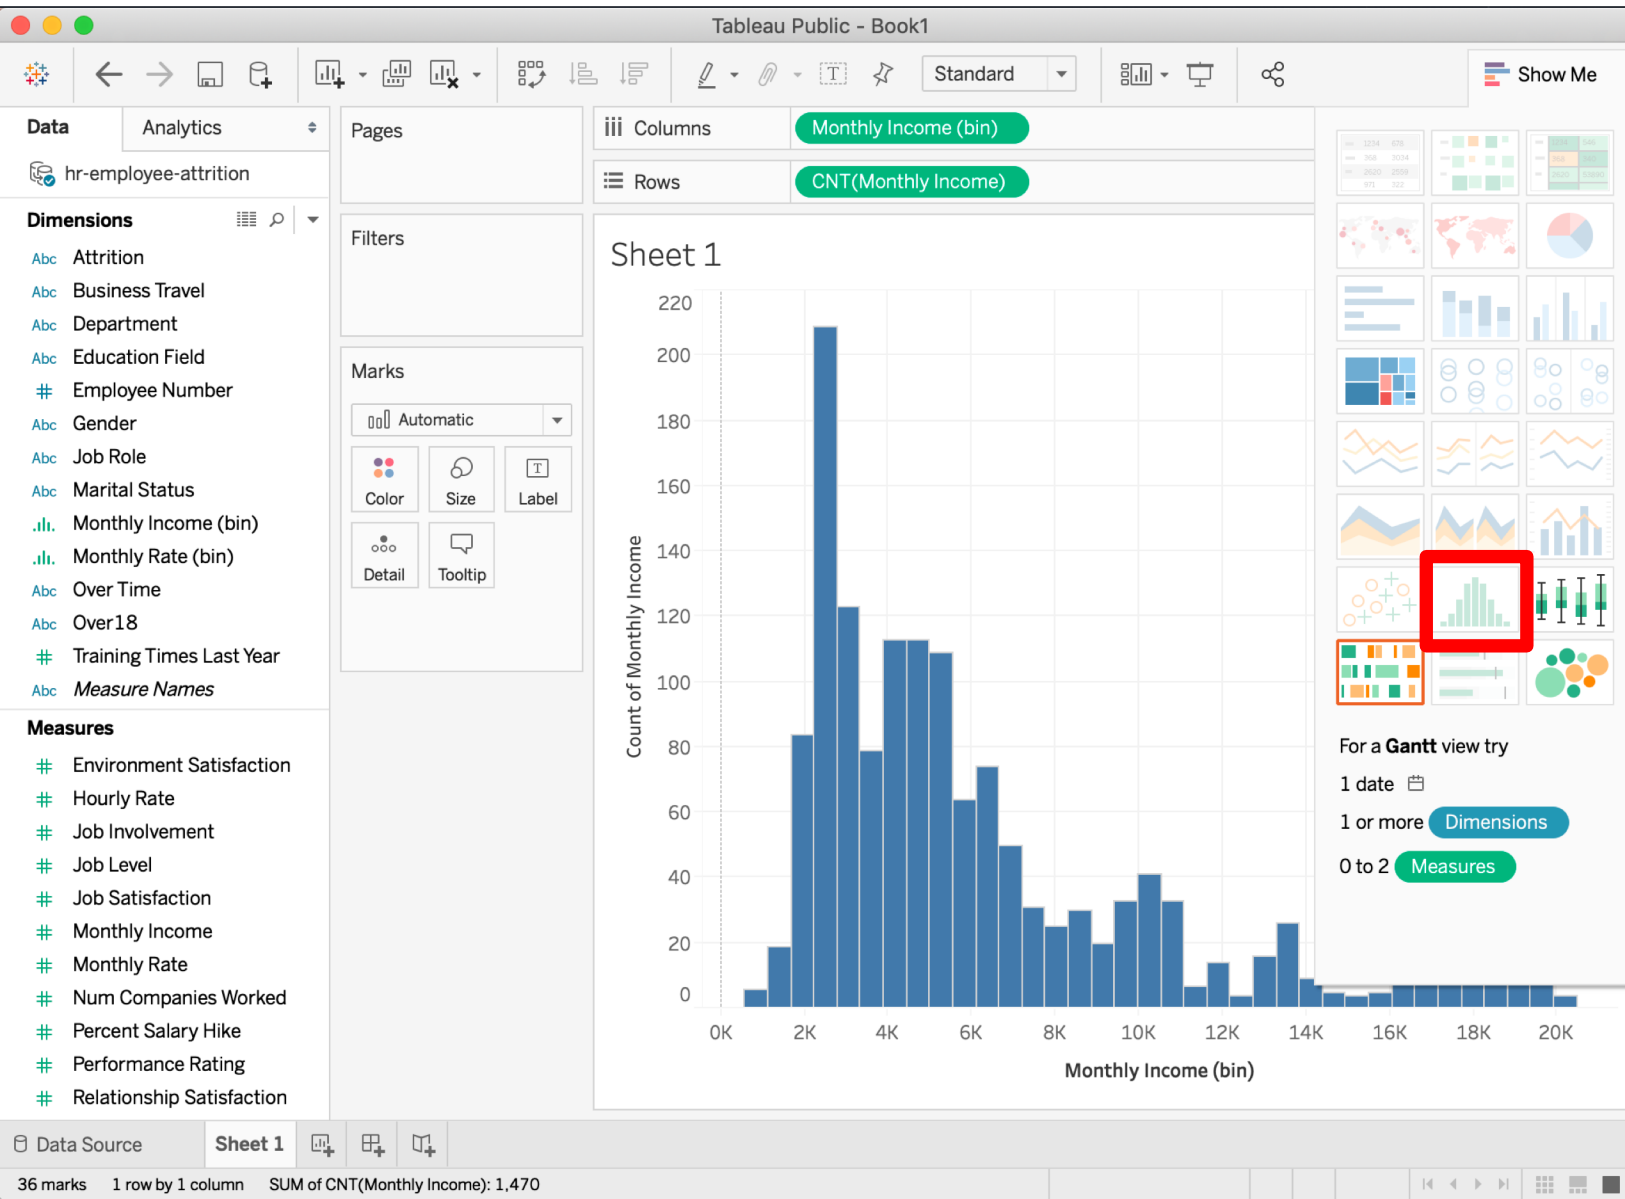 Tableau Public - Book1
Standard
Show Me
Data
Analytics
hr-employee-attrition
Dimensions
Abc Attrition
Abc Business Travel
Abc Department
Abc Education Field
# Employee Number
Abc Gender
Abc Job Role
Abc Marital Status
Monthly Income (bin)
Monthly Rate (bin)
Abc Over Time
Abc Over18
# Training Times Last Year
Abc Measure Names
Measures
# Environment Satisfaction
# Hourly Rate
# Job Involvement
# Job Level
# Job Satisfaction
# Monthly Income
# Monthly Rate
# Num Companies Worked
# Percent Salary Hike
# Performance Rating
# Relationship Satisfaction
Pages
Filters
Marks
Automatic
Color
Size
T
Label
Detail
Tooltip
Columns
Monthly Income (bin)
Rows
CNT(Monthly Income)
Sheet 1
Count of Monthly Income
220
200
180
160
140
120
100
80
60
40
20
0
0K 2K 4K 6K 8K 10K 12K 14K 16K 18K 20K
Monthly Income (bin)
For a Gantt view try
1 date
1 or more Dimensions
0 to 2 Measures
Data Source
Sheet 1
36 marks
1 row by 1 column
SUM of CNT(Monthly Income): 1,470